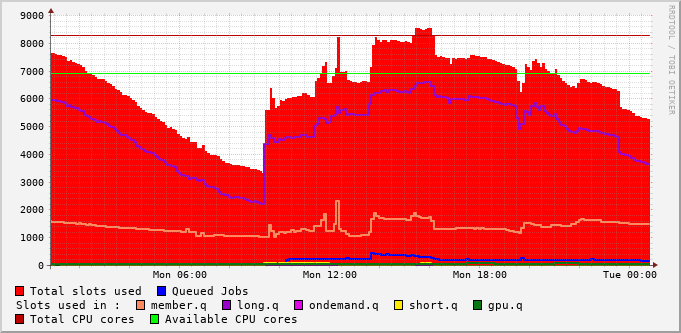 9000
8000
7000
6000
5000
4000
3000
2000
1000
0
Mon 06:00 Mon 12:00 Mon 18:00 Tue 00:00
Total slots used Queued Jobs
Slots used in : member.q long.q ondemand.q short.q gpu.q
Total CPU cores Available CPU cores
RRDTOOL / TOBI OETIKER